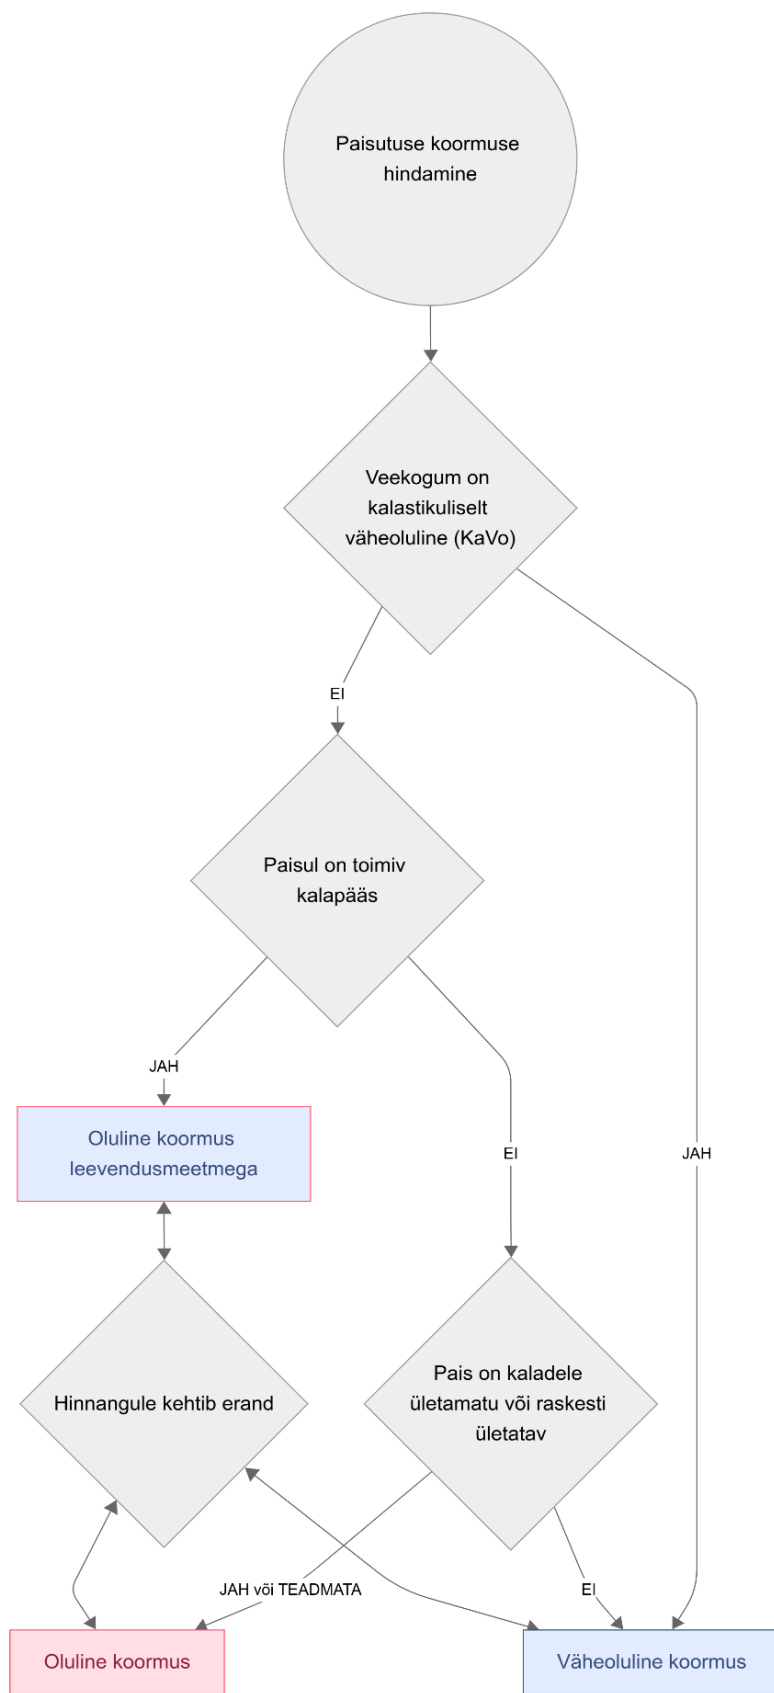 Paisutuse koormuse
hindamine
Veekogum on
kalastikuliselt
väheoluline (KaVo)
EI
Paisul on toimiv
kalapääs
JAH
Oluline koormus
leevendusmeetmega
EI
JAH
Hinnangule kehtib erand
Pais on kaladele
ületamatu või raskesti
ületatav
JAH või TEADMATA
EI
Oluline koormus
Väheoluline koormus